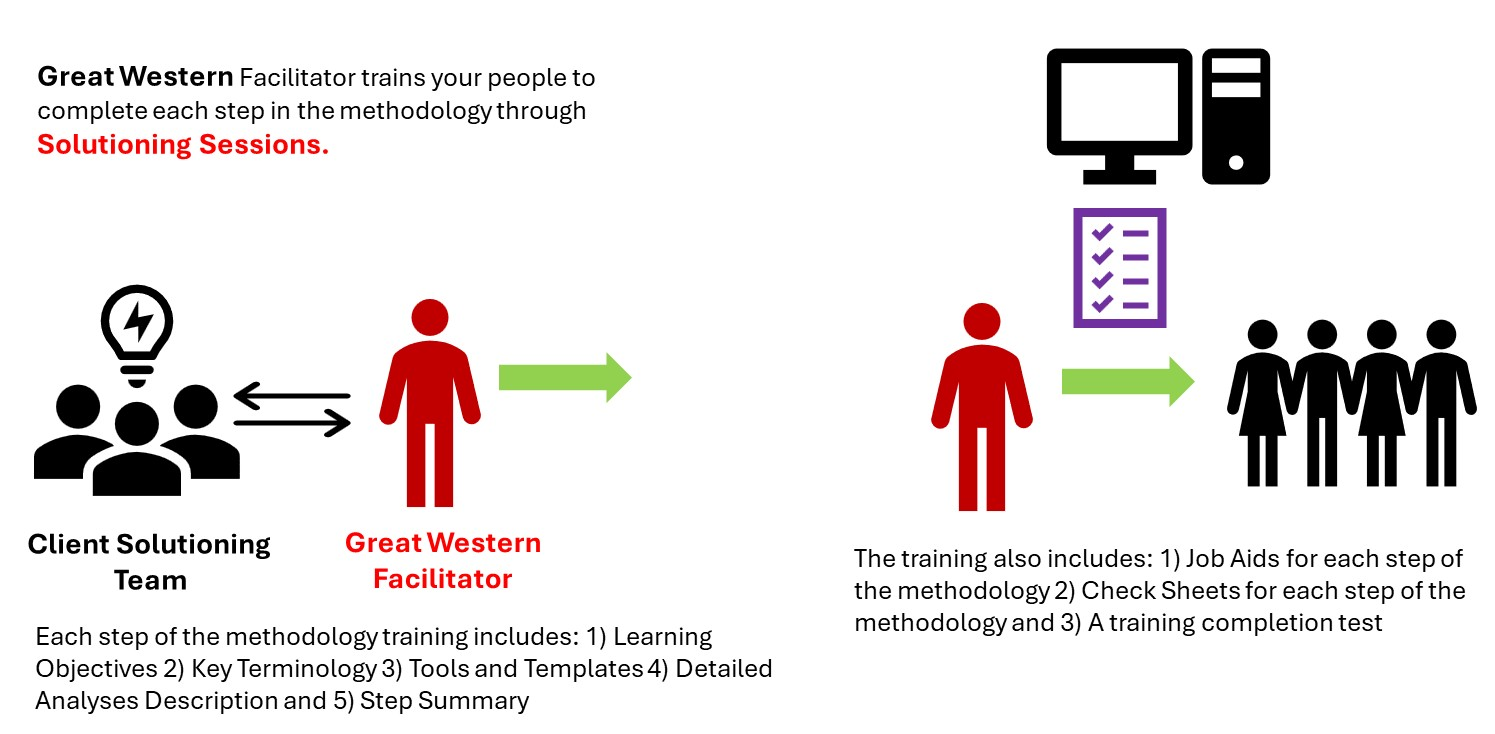 Great Western Facilitator trains your people to
complete each step in the methodology through
Solutioning Sessions.
Client Solutioning
Team
Great Western
Facilitator
Each step of the methodology training includes: 1) Learning
Objectives 2) Key Terminology 3) Tools and Templates 4) Detailed
Analyses Description and 5) Step Summary
The training also includes: 1) Job Aids for each step of
the methodology 2) Check Sheets for each step of the
methodology and 3) A training completion test